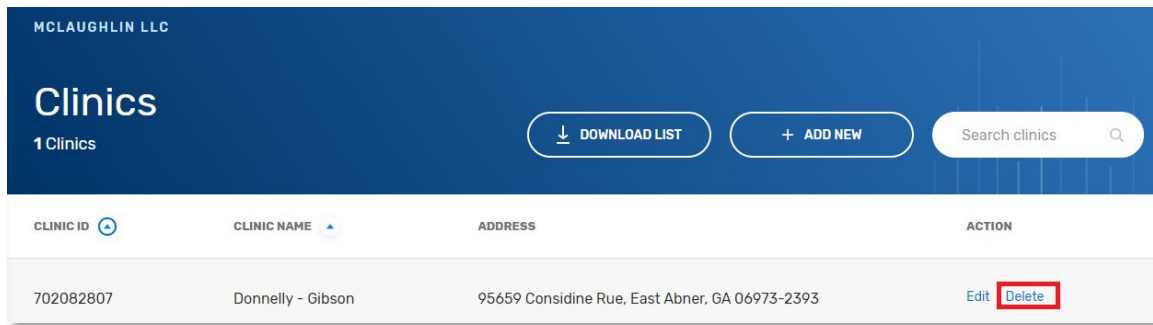 MCLAUGHLIN LLC
Clinics
1 Clinics
DOWNLOAD LIST
+ ADD NEW
Search clinics
CLINIC ID CLINIC NAME ADDRESS ACTION
702082807 Donnelly - Gibson 95659 Considine Rue, East Abner, GA 06973-2393 Edit Delete